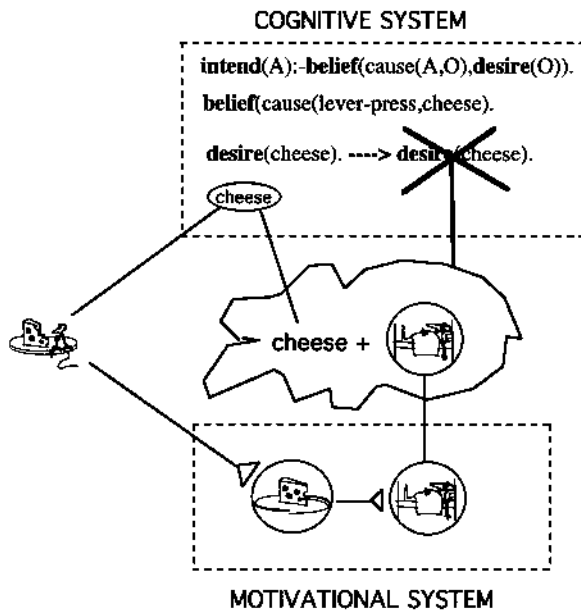 COGNITIVE SYSTEM
intend(A):-belief(cause(A,O),desire(O)).
belief(cause(lever-press,cheese).
desire(cheese). ----> desire(cheese).
cheese
cheese +
MOTIVATIONAL SYSTEM